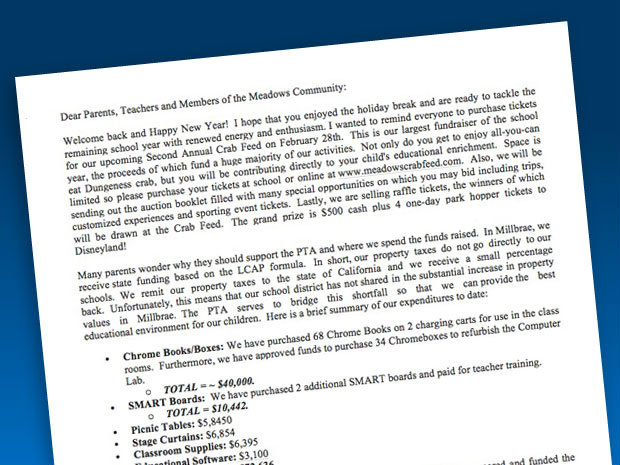 Dear Parents, Teachers and Members of the Meadows Community:
Welcome back and Happy New Year! I hope that you enjoyed the holiday break and are ready to tackle the
remaining school year with renewed energy and enthusiasm. I wanted to remind everyone to purchase tickets
for our upcoming Second Annual Crab Feed on February 28th. This is our largest fundraiser of the school
year, the proceeds of which fund a huge majority of our activities. Not only do you get to enjoy all-you-can
eat Dungeness crab, but you will be contributing directly to your child's educational enrichment. Space is
limited so please purchase your tickets at school or online at www.meadowscrabfeed.com. Also, we will be
sending out the auction booklet filled with many special opportunities on which you may bid including trips,
customized experiences and sporting event tickets. Lastly, we are selling raffle tickets, the winners of which
will be drawn at the Crab Feed. The grand prize is $500 cash plus 4 one-day park hopper tickets to
Disneyland!
Many parents wonder why they should support the PTA and where we spend the funds raised. In Millbrae, we
receive state funding based on the LCAP formula. In short, our property taxes do not go directly to our
schools. We remit our property taxes to the state of California and we receive a small percentage
back. Unfortunately, this means that our school district has not shared in the substantial increase in property
values in Millbrae. The PTA serves to bridge this shortfall so that we can provide the best
educational environment for our children. Here is a brief summary of our expenditures to date:
• Chrome Books/Boxes: We have purchased 68 Chrome Books on 2 charging carts for use in the class
rooms. Furthermore, we have approved funds to purchase 34 Chromeboxes to refurbish the Computer
Lab.
o TOTAL = ~ $40,000.
• SMART Boards: We have purchased 2 additional SMART boards and paid for teacher training.
o TOTAL = $10,442.
• Picnic Tables: $5,8450
• Stage Curtains: $6,854
• Classroom Supplies: $6,395
Educational Software: $3,100
and funded the